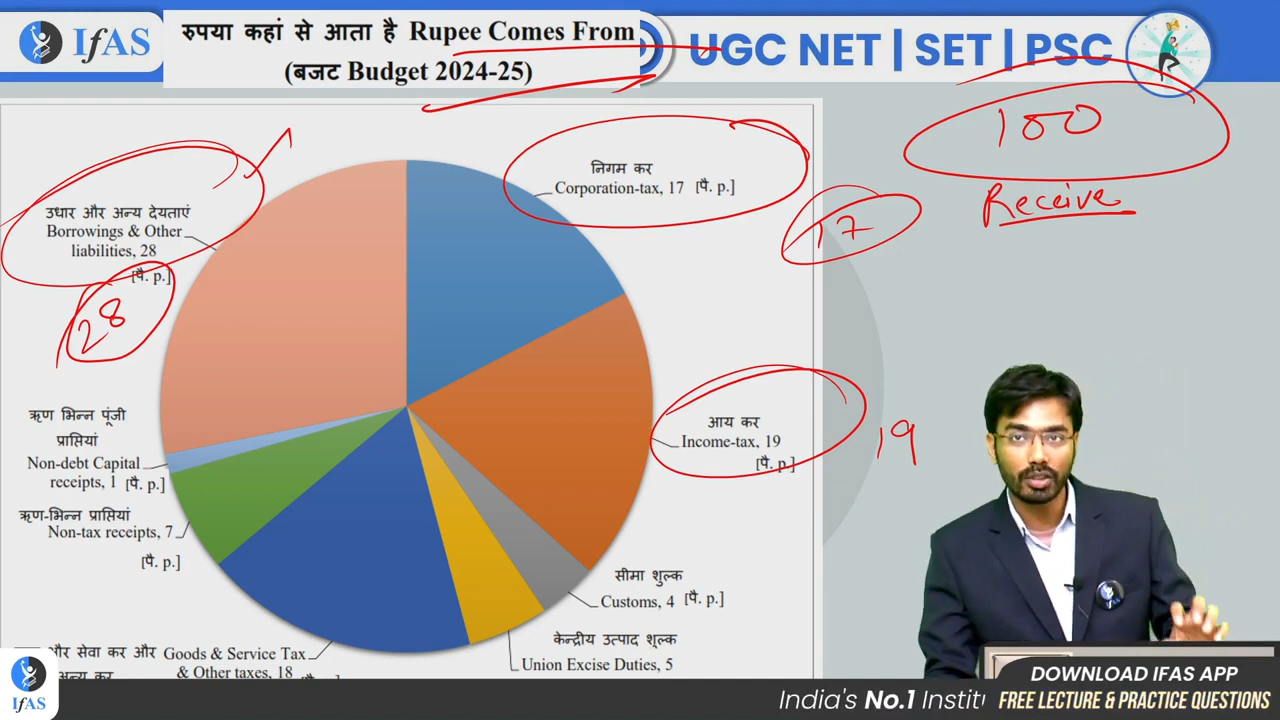 IfAS
रुपया कहां से आता है Rupee Comes From
(बजट Budget 2024-25)
UGC NET | SET | PSC
100
Receive
निगम कर
Corporation-tax, 17 [पै. p.]
17
उधार और अन्य देयताएं
Borrowings & Other
liabilities, 28
[पै. p.]
28
आय कर
Income-tax, 19
[पै. p.]
19
ऋण भिन्न पूंजी
प्राप्तियां
Non-debt Capital
receipts, 1 [पै. p.]
ऋण-भिन्न प्राप्तियां
Non-tax receipts, 7
[पै. p.]
सीमा शुल्क
Customs, 4 [पै. p.]
केन्द्रीय उत्पाद शुल्क
Union Excise Duties, 5
और सेवा कर और Goods & Service Tax
अन्य कर & Other taxes, 18
IfAS
IfAS
DOWNLOAD IFAS APP
India's No.1 Instit
FREE LECTURE & PRACTICE QUESTIONS